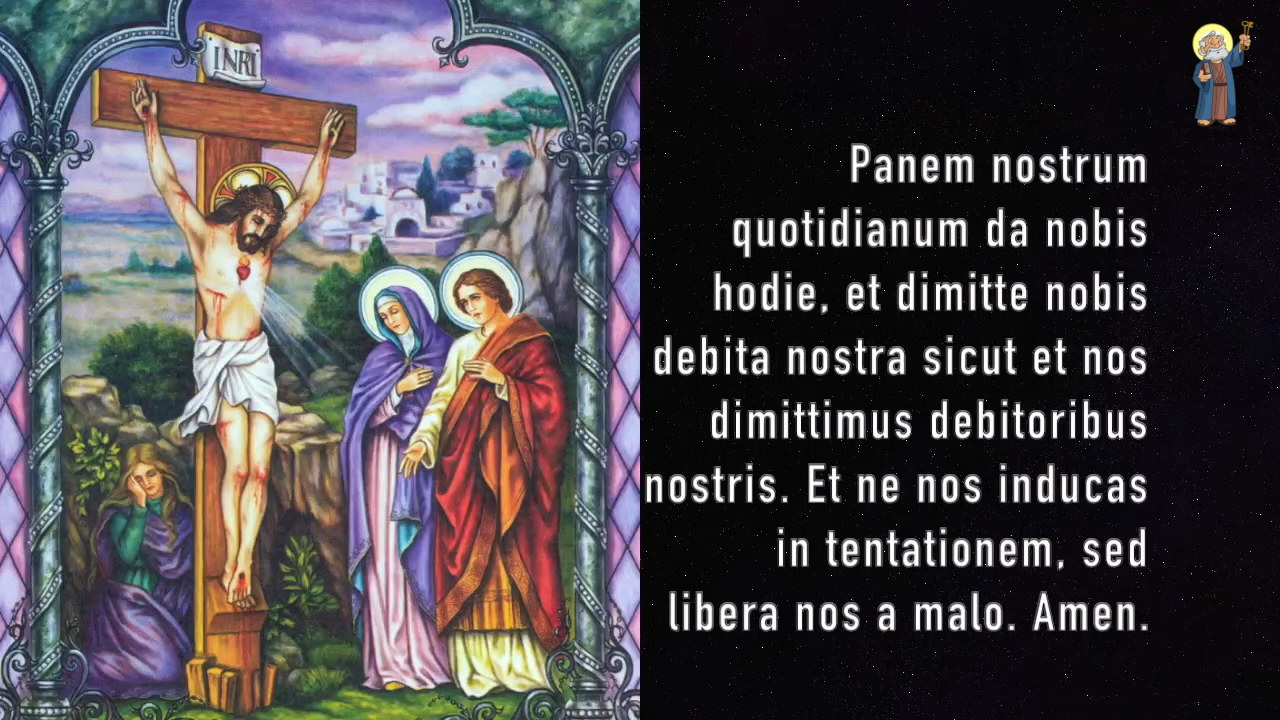 INRI
Panem nostrum
quotidianum da nobis
hodie, et dimitte nobis
debita nostra sicut et nos
dimittimus debitoribus
nostris. Et ne nos inducas
in tentationem, sed
libera nos a malo. Amen.